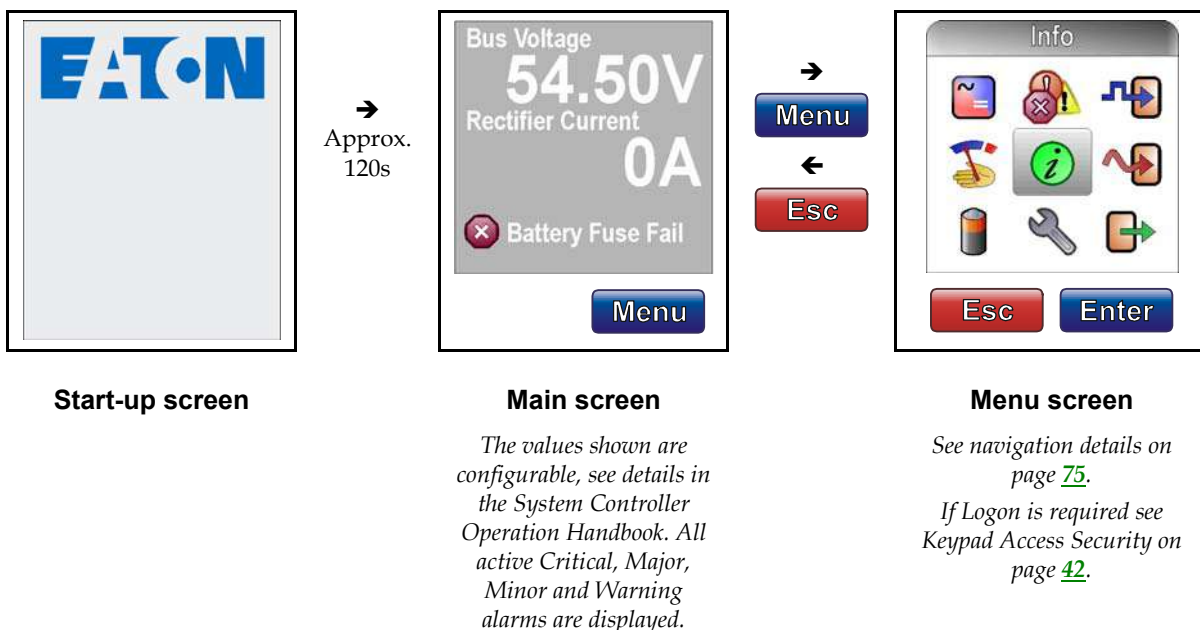 EATON
➔
Approx.
120s
Bus Voltage
54.50V
Rectifier Current
0A
Battery Fuse Fail
Menu
➔
Menu
←
Esc
Info
Esc
Enter
Start-up screen
Main screen
The values shown are
configurable, see details in
the System Controller
Operation Handbook. All
active Critical, Major,
Minor and Warning
alarms are displayed.
Menu screen
See navigation details on
page 75.
If Logon is required see
Keypad Access Security on
page 42.